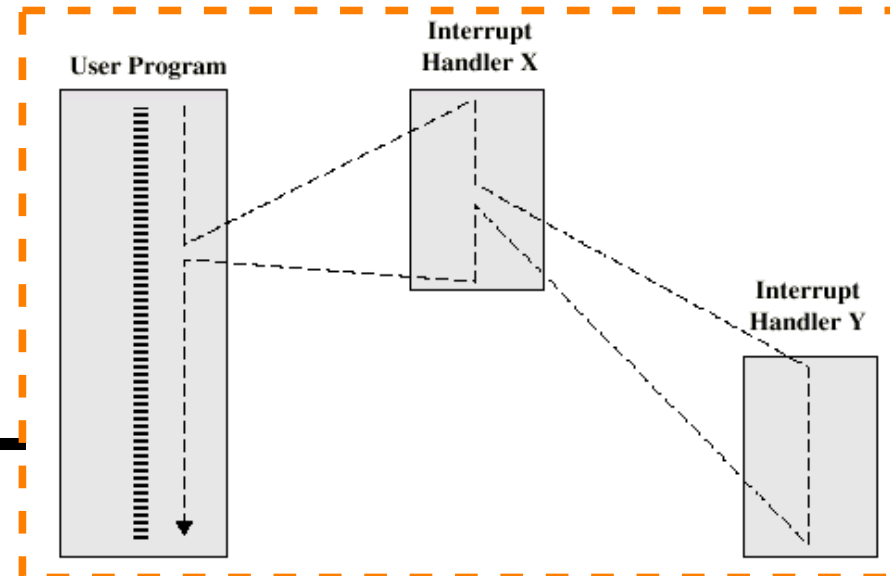 User Program
Interrupt
Handler X
Interrupt
Handler Y